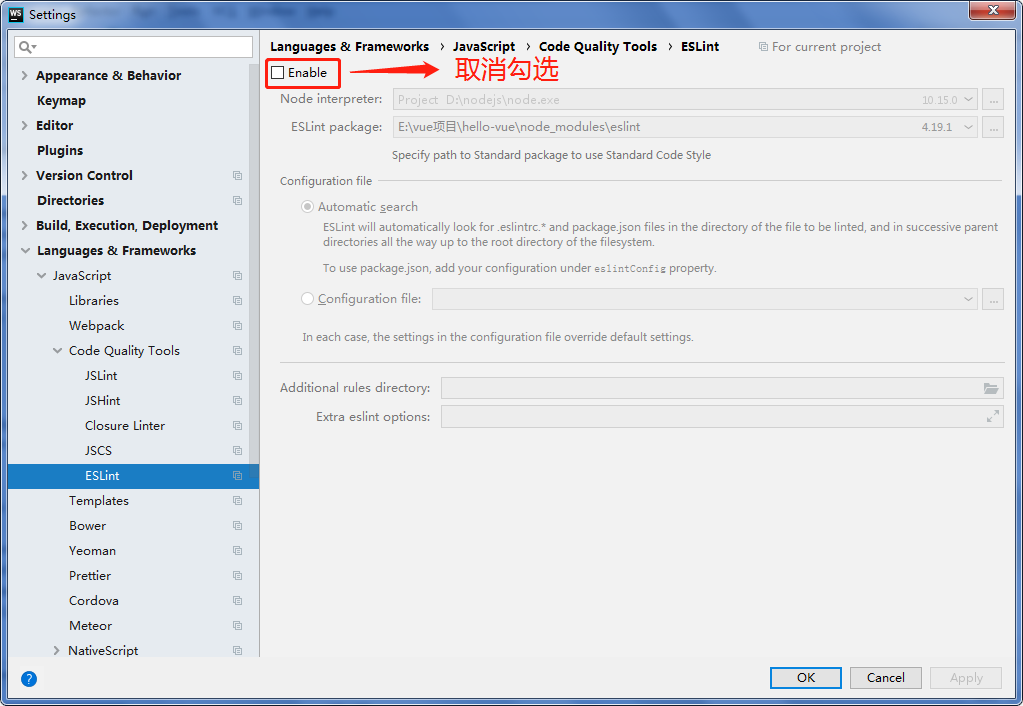 WS Settings
Languages & Frameworks › JavaScript › Code Quality Tools › ESLint For current project
Enable 取消勾选
Node interpreter: Project D:\nodejs\node.exe 10.15.0 ...
ESLint package: E:\vue项目\hello-vue\node_modules\eslint 4.19.1 ...
Specify path to Standard package to use Standard Code Style
Configuration file
Automatic search
ESLint will automatically look for .eslintrc.* and package.json files in the directory of the file to be linted, and in successive parent
directories all the way up to the root directory of the filesystem.
To use package.json, add your configuration under eslintConfig property.
Configuration file: ...
In each case, the settings in the configuration file override default settings.
Additional rules directory:
Extra eslint options:
Appearance & Behavior
Keymap
Editor
Plugins
Version Control
Directories
Build, Execution, Deployment
Languages & Frameworks
JavaScript
Libraries
Webpack
Code Quality Tools
JSLint
JSHint
Closure Linter
JSCS
ESLint
Templates
Bower
Yeoman
Prettier
Cordova
Meteor
NativeScript
?
OK Cancel Apply